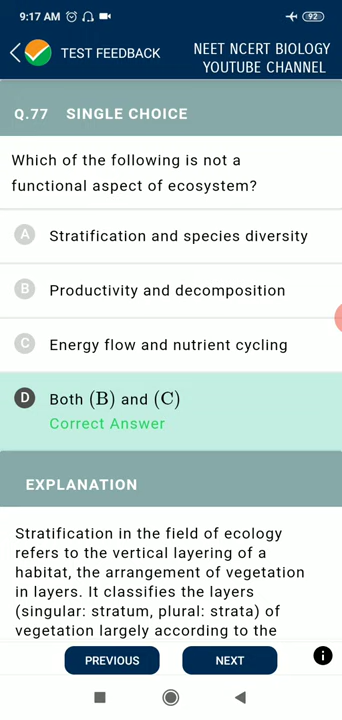 9:17 AM
92
TEST FEEDBACK
NEET NCERT BIOLOGY
YOUTUBE CHANNEL
Q.77 SINGLE CHOICE
Which of the following is not a
functional aspect of ecosystem?
A Stratification and species diversity
B Productivity and decomposition
C Energy flow and nutrient cycling
D Both (B) and (C)
Correct Answer
EXPLANATION
Stratification in the field of ecology
refers to the vertical layering of a
habitat, the arrangement of vegetation
in layers. It classifies the layers
(singular: stratum, plural: strata) of
vegetation largely according to the
PREVIOUS
NEXT